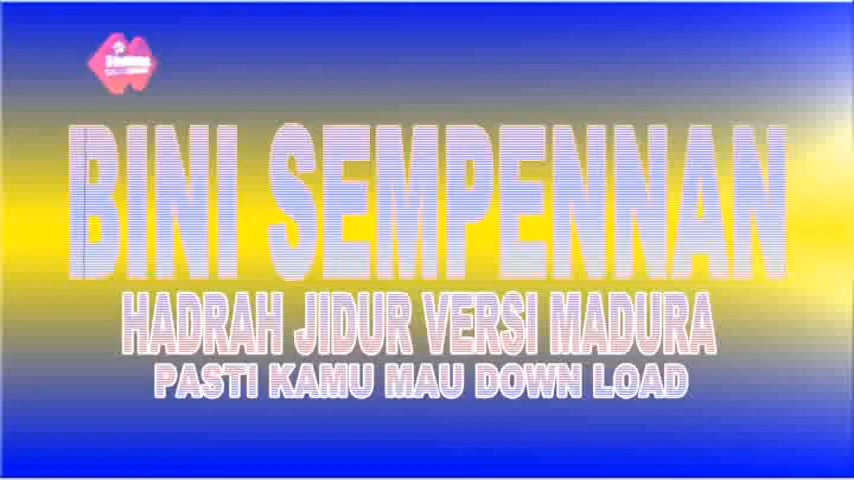 BINI SEMPENNAN
HADRAH JIDUR VERSI MADURA
PASTI KAMU MAU DOWN LOAD